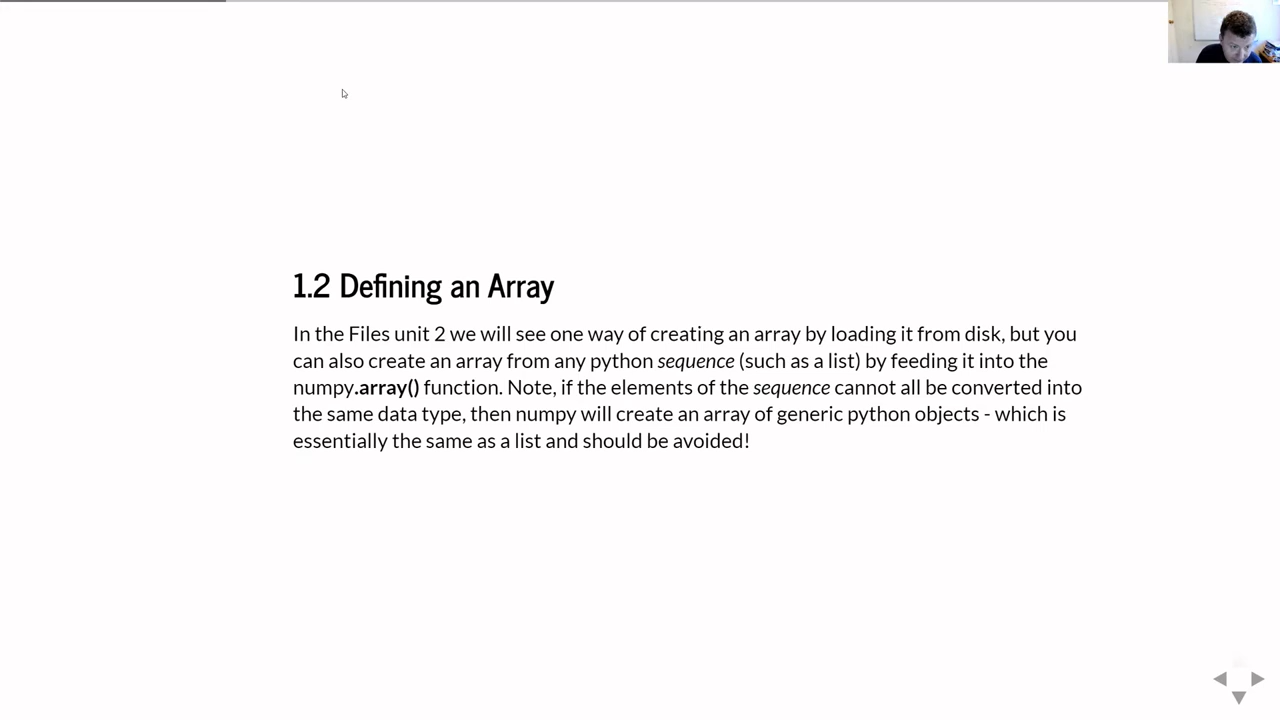 1.2 Defining an Array
In the Files unit 2 we will see one way of creating an array by loading it from disk, but you
can also create an array from any python sequence (such as a list) by feeding it into the
numpy.array() function. Note, if the elements of the sequence cannot all be converted into
the same data type, then numpy will create an array of generic python objects - which is
essentially the same as a list and should be avoided!